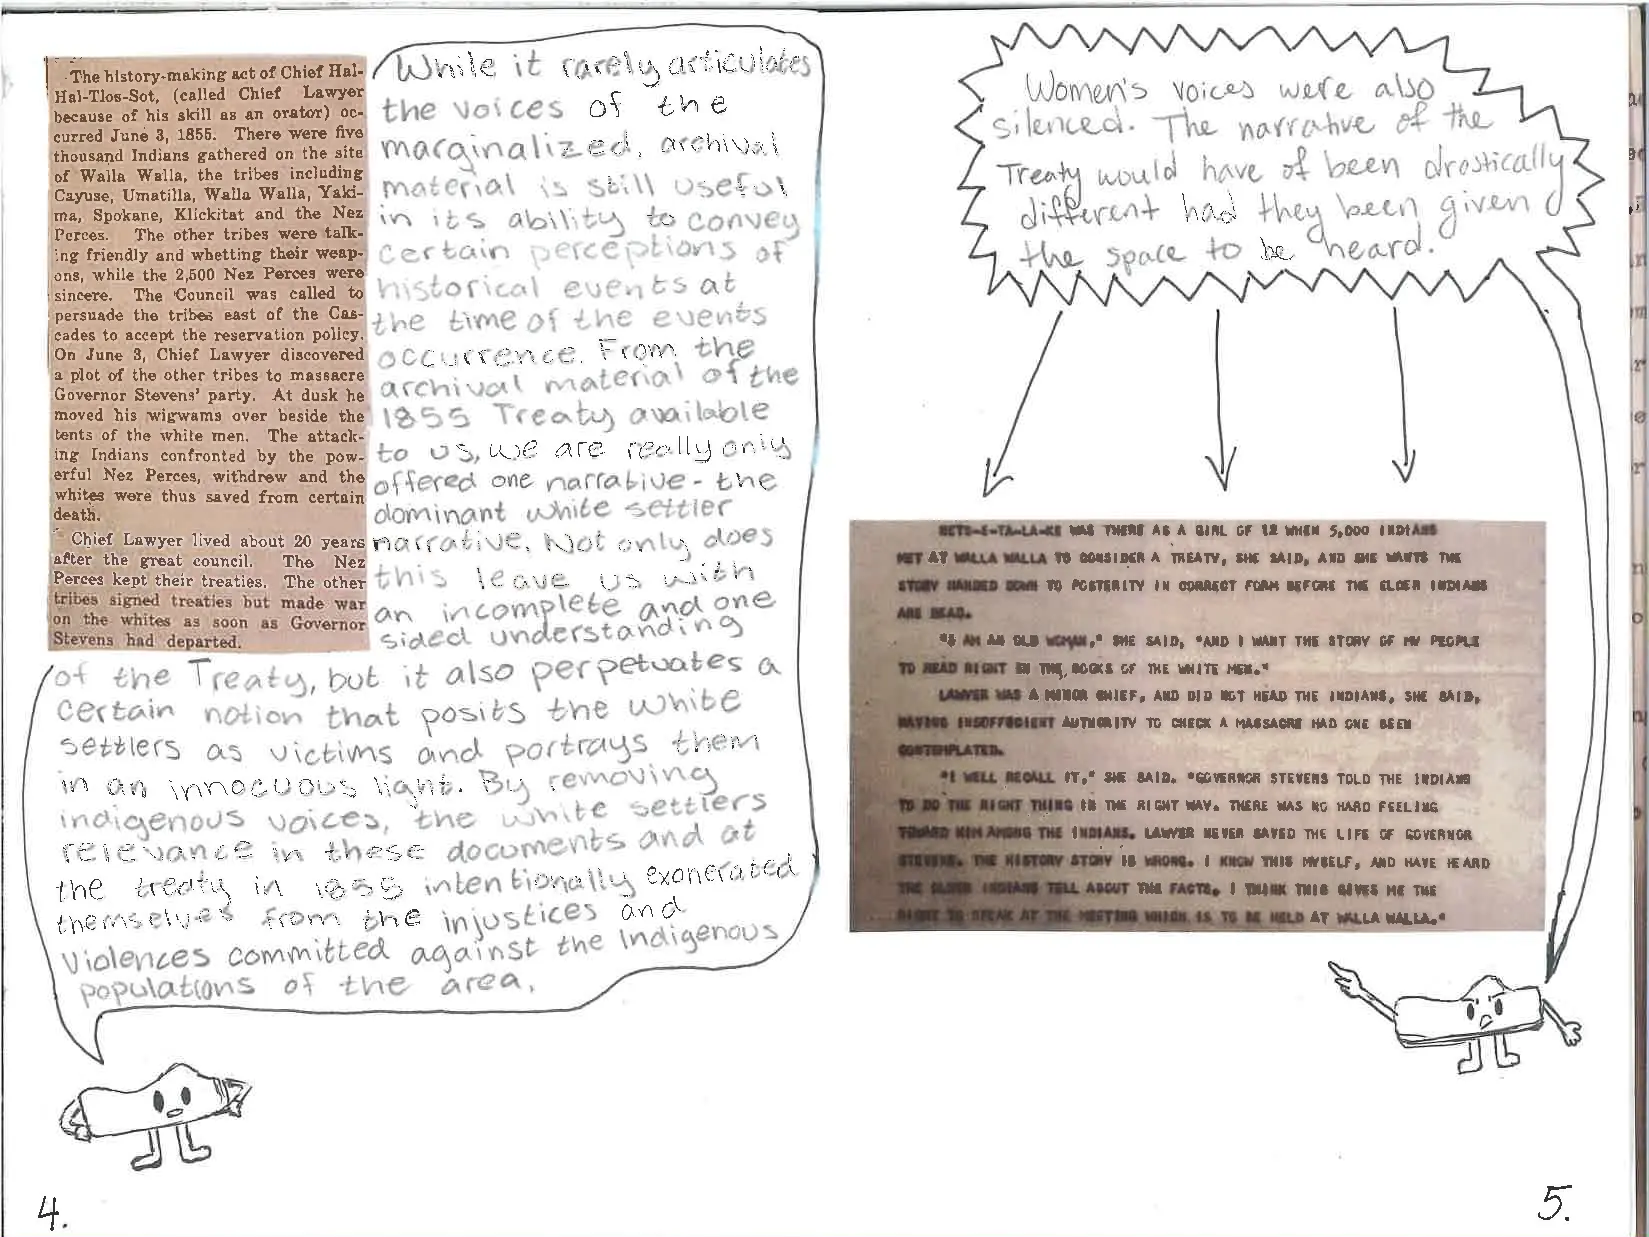 The history-making act of Chief Hal-
Hal-Tlos-Sot, (called Chief Lawyer
because of his skill as an orator) oc-
curred June 3, 1855. There were five
thousand Indians gathered on the site
of Walla Walla, the tribes including
Cayuse, Umatilla, Walla Walla, Yaki-
ma, Spokane, Klickitat and the Nez
Perces. The other tribes were talk-
ing friendly and whetting their weap-
ons, while the 2,500 Nez Perces were
sincere. The Council was called to
persuade the tribes east of the Cas-
cades to accept the reservation policy.
On June 3, Chief Lawyer discovered
a plot of the other tribes to massacre
Governor Stevens' party. At dusk he
moved his wigwams over beside the
tents of the white men. The attack-
ing Indians confronted by the pow-
erful Nez Perces, withdrew and the
whites were thus saved from certain
death.
Chief Lawyer lived about 20 years
after the great council. The Nez
Perces kept their treaties. The other
tribes signed treaties but made war
on the whites as soon as Governor
Stevens had departed.
While it rarely articulates
the voices of the
marginalized, archival
material is still useful
in its ability to convey
certain perceptions of
historical events at
the time of the events
occurrence. From the
archival material of the
1855 Treaty available
to us, we are really only
offered one narrative - the
dominant white settler
narrative. Not only does
this leave us with
an incomplete and one
sided understanding
of the Treaty, but it also perpetuates a
certain notion that posits the white
settlers as victims and portrays them
in an innocuous light. By removing
indigenous voices, the white settlers
relevance in these documents and at
the treaty in 1855 intentionally exonerated
themselves from the injustices and
violences committed against the Indigenous
populations of the area.
4.
Women's voices were also
silenced. The narrative of the
Treaty would have of been drastically
different had they been given
the space to be heard.
WAS THERE AS A GIRL OF 12 WHEN 5,000 INDIANS
MET AT WALLA WALLA TO CONSIDER A TREATY, SHE SAID, AND SHE WANTS THE
STORY HANDED DOWN TO POSTERITY IN CORRECT FORM BEFORE THE ELDER INDIANS
ARE DEAD.
"I AM AN OLD WOMAN," SHE SAID, "AND I WANT THE STORY OF MY PEOPLE
TO READ RIGHT IN THE BOOKS OF THE WHITE MEN."
LAWYER WAS A MINOR CHIEF, AND DID NOT HEAD THE INDIANS, SHE SAID,
HAVING INSUFFICIENT AUTHORITY TO CHECK A MASSACRE HAD ONE BEEN
CONTEMPLATED.
"I WELL RECALL IT," SHE SAID. "GOVERNOR STEVENS TOLD THE INDIANS
TO DO THE RIGHT THING IN THE RIGHT WAY. THERE WAS NO HARD FEELING
TOWARD HIM AMONG THE INDIANS. LAWYER NEVER SAVED THE LIFE OF GOVERNOR
STEVENS. THE HISTORY STORY IS WRONG. I KNOW THIS MYSELF, AND HAVE HEARD
THE OLDER INDIANS TELL ABOUT THE FACTS. I THINK THIS GIVES ME THE
RIGHT TO SPEAK AT THE MEETING WHICH IS TO BE HELD AT WALLA WALLA."
5.